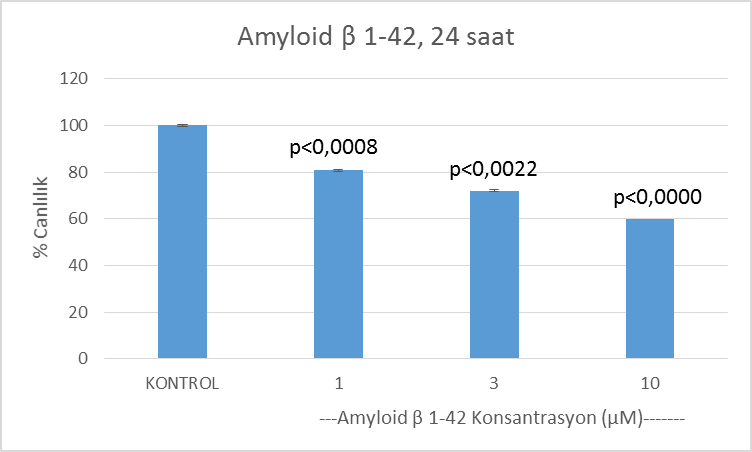 Amyloid β 1-42, 24 saat
120
100
80
60
40
20
0
% Canlılık
p<0,0008
p<0,0022
p<0,0000
KONTROL 1 3 10
---Amyloid β 1-42 Konsantrasyon (µM)-------